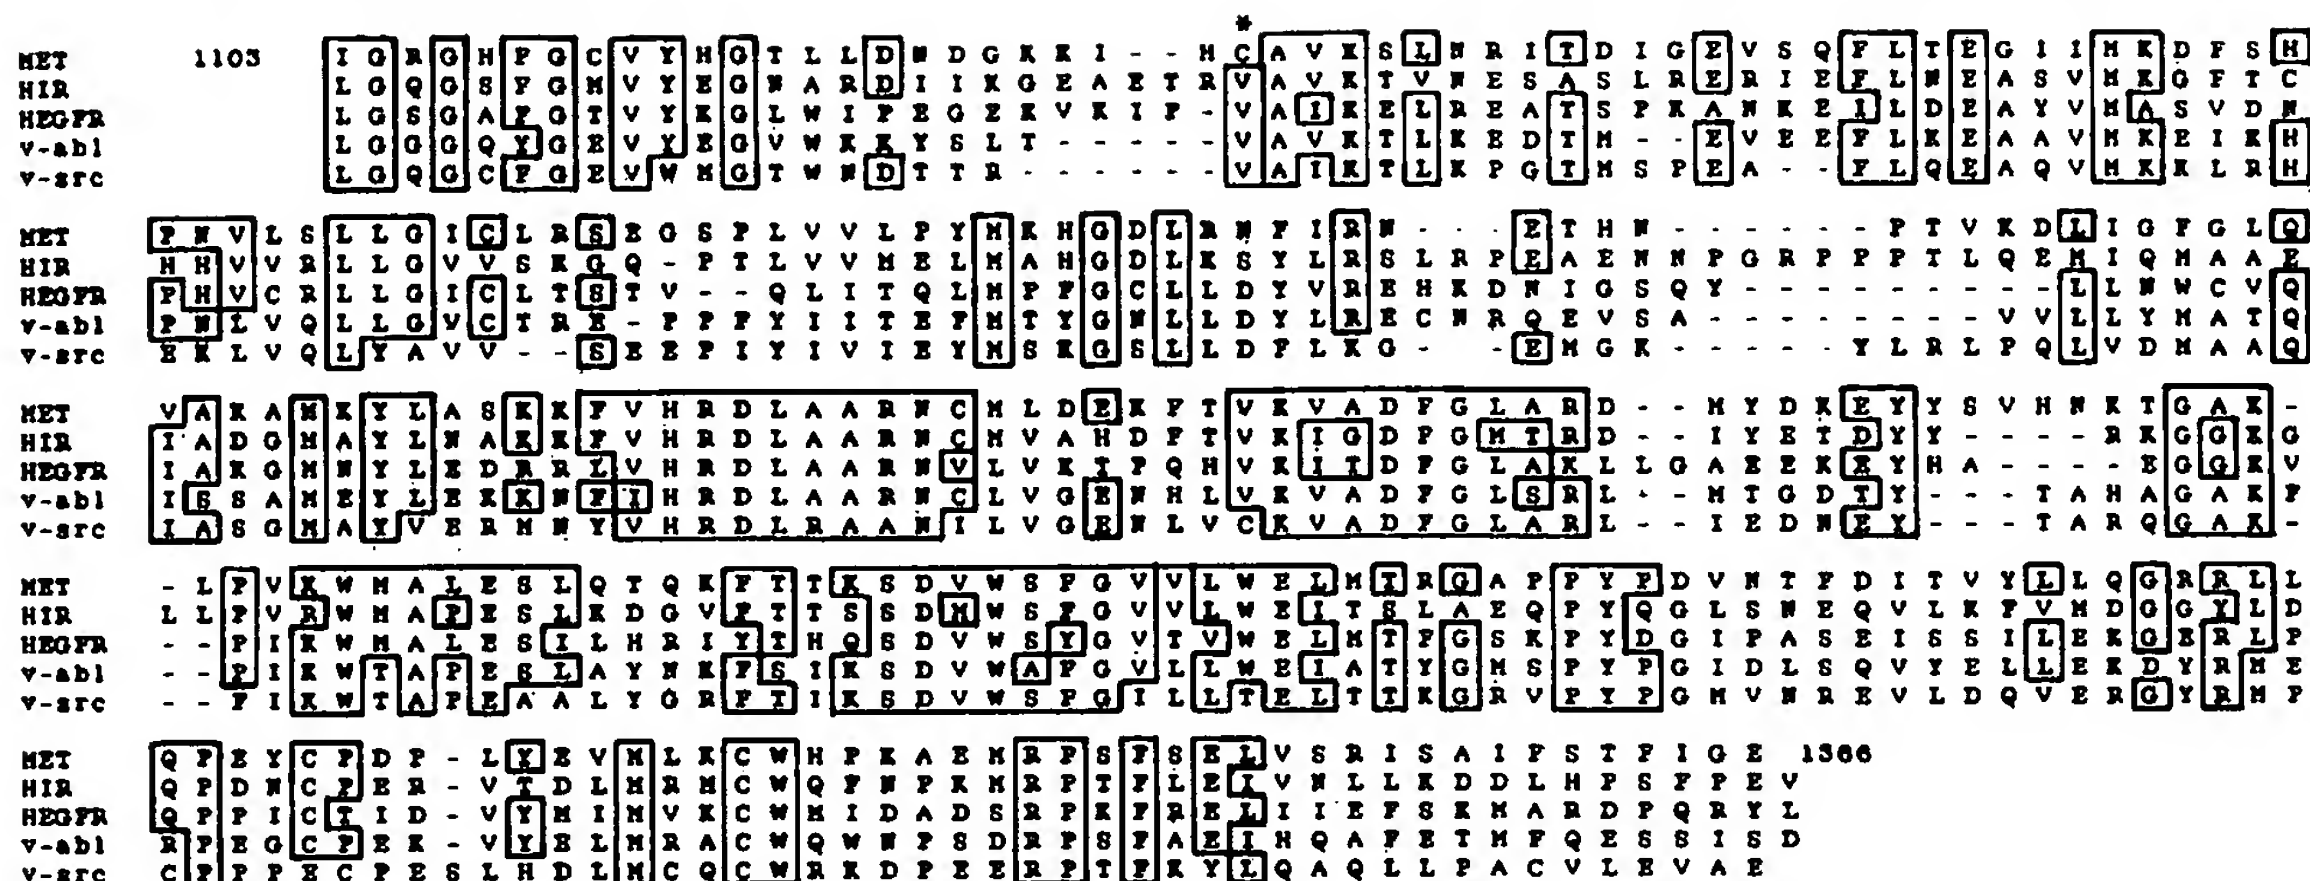 MET 1103 I G R G H P G C V Y H G T L L D N D G K K I - - H C A V K S L N R I T D I G E V S Q F L T E G I I M K D F S H
*
HIR L G Q G S F G M V Y E G N A R D I I K G E A E T R V A V K T V N E S A S L R E R I E F L N E A S V M K G F T C
HEGFR L G S G A F G T V Y K G L W I P E G E K V K I P - V A I K E L R E A T S P K A N K E I L D E A Y V M A S V D N
v-abl L G G G Q Y G E V Y E G V W K K Y S L T - - - - - V A V K T L K E D T M - - E V E E F L K E A A V M K E I K H
v-src L G Q G C F G E V W M G T W N D T T R - - - - - - V A I K T L K P G T M S P E A - - F L Q E A Q V M K K L R H
MET P N V L S L L G I C L R S E G S P L V V L P Y M K H G D L R N F I R N - - - E T H N - - - - - - P T V K D L I G F G L Q
HIR H H V V R L L G V V S K G Q - P T L V V M E L M A H G D L K S Y L R S L R P E A E N N P G R P P P T L Q E M I Q M A A E
HEGFR P H V C R L L G I C L T S T V - - Q L I T Q L M P F G C L L D Y V R E H K D N I G S Q Y - - - - - - - - - L L N W C V Q
v-abl P N L V Q L L G V C T R E - P P F Y I I T E F M T Y G N L L D Y L R E C N R Q E V S A - - - - - - - - V V L L Y M A T Q
v-src E K L V Q L Y A V V - - S E E P I Y I V I E Y M S K G S L L D F L K G - - E M G K - - - - - Y L R L P Q L V D M A A Q
MET V A K A M K Y L A S K K F V H R D L A A R N C M L D E K F T V K V A D F G L A R D - - M Y D K E Y Y S V H N K T G A K -
HIR I A D G M A Y L N A K K F V H R D L A A R N C M V A H D F T V K I G D F G M T R D - - I Y E T D Y Y - - - - R K G G K G
HEGFR I A K G M N Y L E D R R L V H R D L A A R N V L V K T P Q H V K I T D F G L A K L L G A E E K E Y H A - - - - E G G K V
v-abl I S S A M E Y L E K K N F I H R D L A A R N C L V G E N H L V K V A D F G L S R L - - M T G D T Y - - - T A H A G A K F
v-src I A S G M A Y V E R M N Y V H R D L R A A N I L V G E N L V C K V A D F G L A R L - - I E D N E Y - - - T A R Q G A K -
MET - L P V K W M A L E S L Q T Q K F T T K S D V W S F G V V L W E L M T R G A P P Y P D V N T F D I T V Y L L Q G R R L L
HIR L L P V R W M A P E S L K D G V F T T S S D M W S F G V V L W E I T S L A E Q P Y Q G L S N E Q V L K F V M D G G Y L D
HEGFR - - P I K W M A L E S I L H R I Y T H Q S D V W S Y G V T V W E L M T F G S K P Y D G I P A S E I S S I L E K G E R L P
v-abl - - P I K W T A P E S L A Y N K F S I K S D V W A F G V L L W E I A T Y G M S P Y P G I D L S Q V Y E L L E K D Y R M E
v-src - - P I K W T A P E A A L Y G R F T I K S D V W S F G I L L T E L T T K G R V P Y P G M V N R E V L D Q V E R G Y R M P
MET Q P E Y C P D P - L Y E V M L K C W H P K A E M R P S F S E L V S R I S A I F S T F I G E 1366
HIR Q P D N C P E R - V T D L M R M C W Q F N P K M R P T F L E I V N L L K D D L H P S F P E V
HEGFR Q P P I C T I D - V Y M I M V K C W M I D A D S R P K F R E L I I E F S K M A R D P Q R Y L
v-abl R P E G C P E K - V Y E L M R A C W Q W N P S D R P S F A E I H Q A F E T M F Q E S S I S D
v-src C P P P E C P E S L H D L M C Q C W R K D P E E R P T F K Y L Q A Q L L P A C V L E V A E